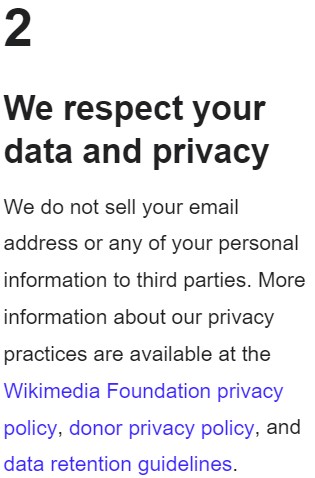 2
We respect your
data and privacy
We do not sell your email
address or any of your personal
information to third parties. More
information about our privacy
practices are available at the
Wikimedia Foundation privacy
policy, donor privacy policy, and
data retention guidelines.